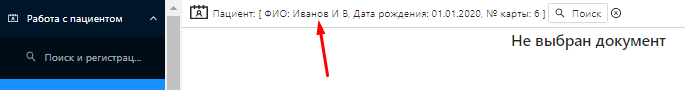 Работа с пациентом
Пациент: [ ФИО: Иванов И В, Дата рождения: 01.01.2020, № карты: 6 ] Поиск
Не выбран документ
Поиск и регистрац...